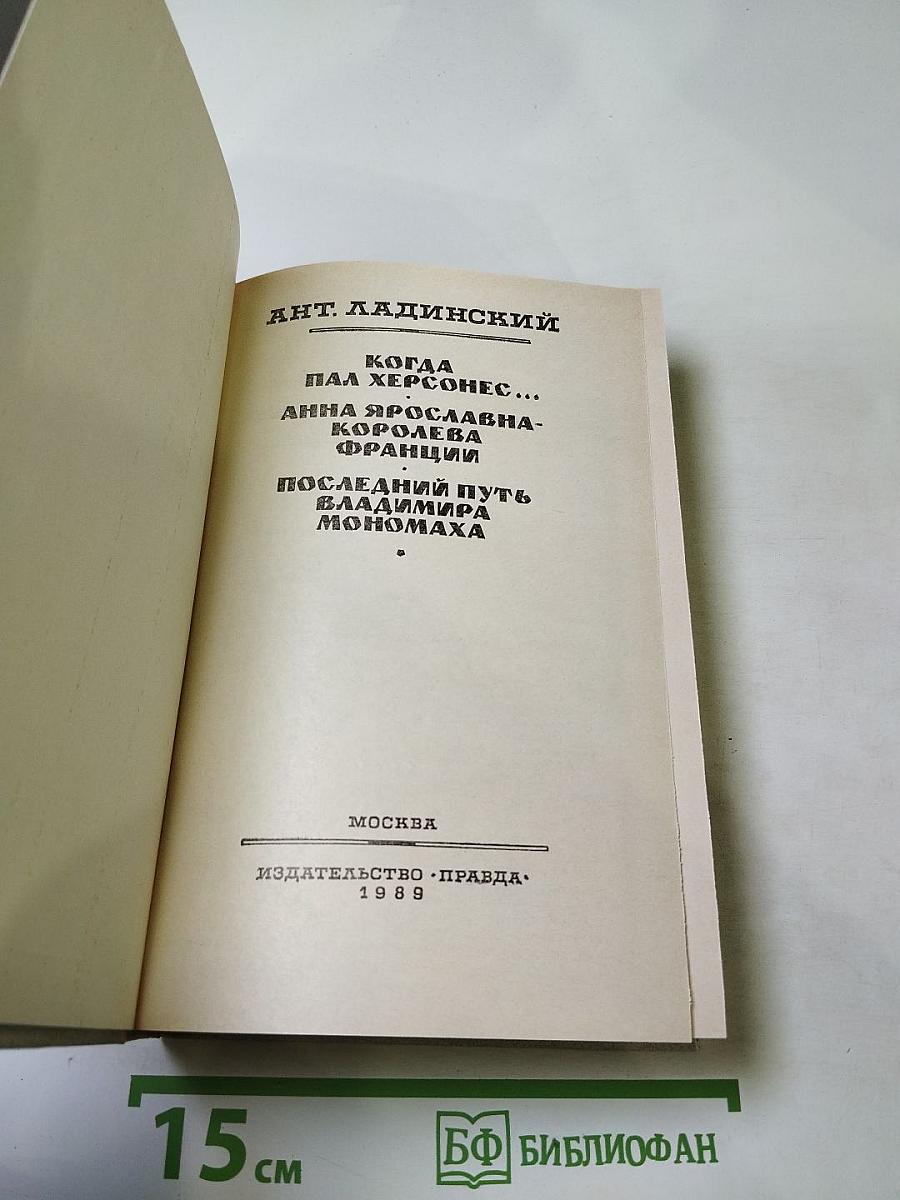 АНТ. ЛАДИНСКИЙ
КОГДА
ПАЛ ХЕРСОНЕС...
АННА ЯРОСЛАВНА-
КОРОЛЕВА
ФРАНЦИИ
ПОСЛЕДНИЙ ПУТЬ
ВЛАДИМИРА
МОНОМАХА
МОСКВА
ИЗДАТЕЛЬСТВО •ПРАВДА•
1989
15 СМ
БФ БИБЛИОФАН